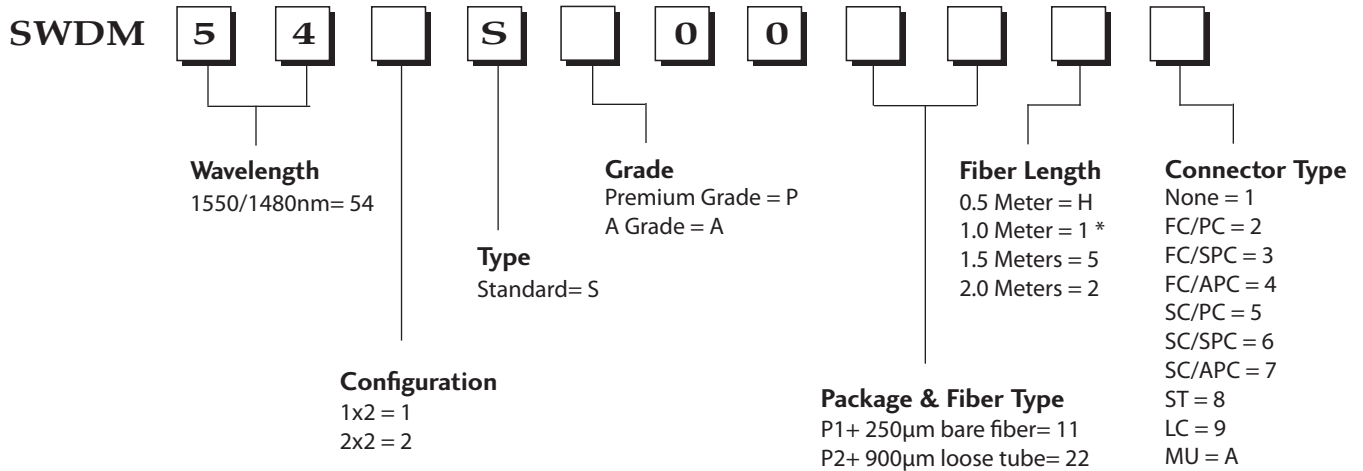 SWDM 5 4 S 0 0
Wavelength
1550/1480nm= 54
Configuration
1x2 = 1
2x2 = 2
Type
Standard= S
Grade
Premium Grade = P
A Grade = A
Package & Fiber Type
P1+ 250µm bare fiber= 11
P2+ 900µm loose tube= 22
Fiber Length
0.5 Meter = H
1.0 Meter = 1 *
1.5 Meters = 5
2.0 Meters = 2
Connector Type
None = 1
FC/PC = 2
FC/SPC = 3
FC/APC = 4
SC/PC = 5
SC/SPC = 6
SC/APC = 7
ST = 8
LC = 9
MU = A